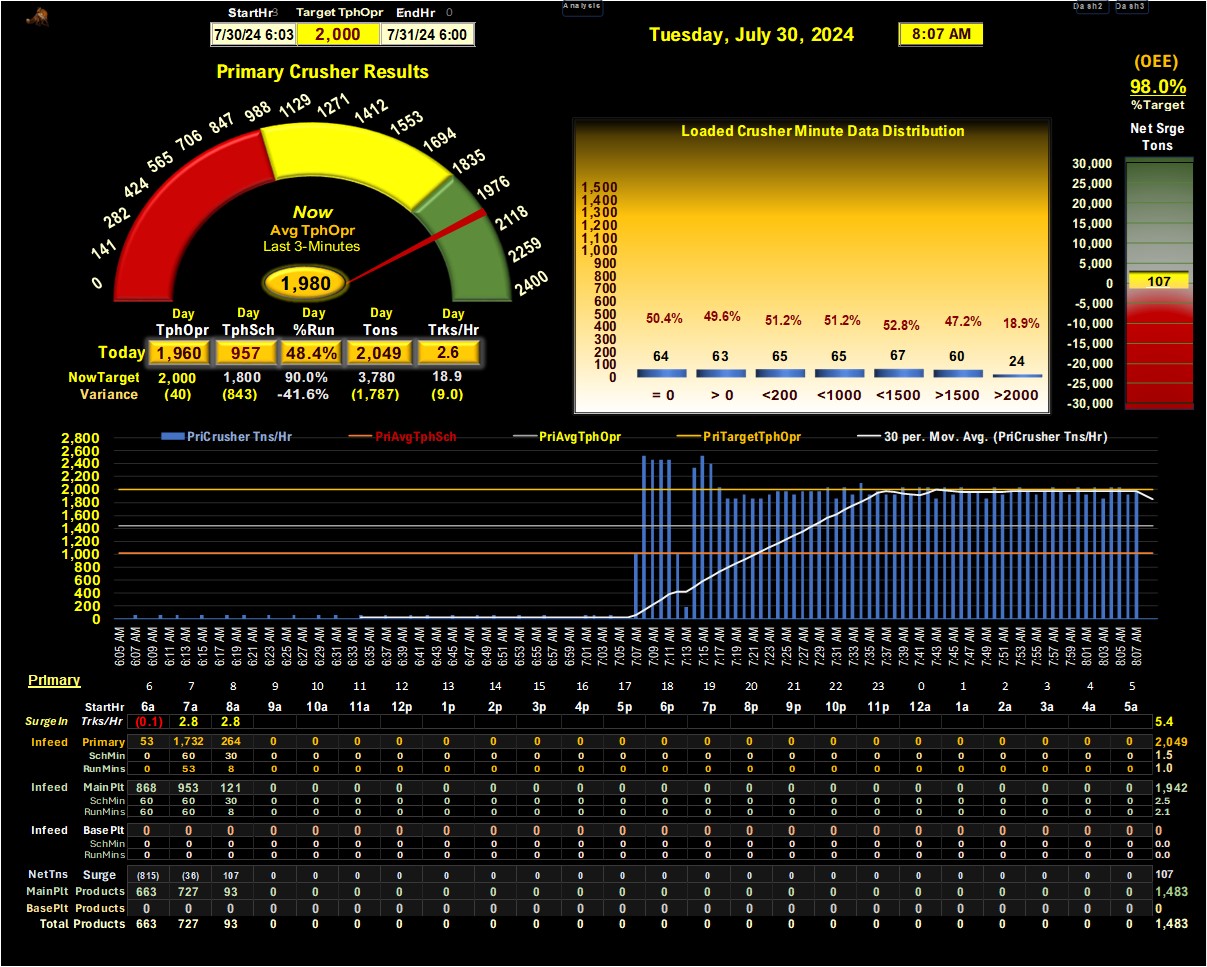 Analysis
Dash2 Dash3
StartHr3 Target TphOpr EndHr 0
7/30/24 6:03 2,000 7/31/24 6:00
Tuesday, July 30, 2024 8:07 AM
(OEE)
98.0%
%Target
Net Srge
Tons
Primary Crusher Results
0 141 282 424 565 706 847 988 1129 1271 1412 1553 1694 1835 1976 2118 2259 2400
Now
Avg TphOpr
Last 3-Minutes
1,980
Day Day Day Day Day
TphOpr TphSch %Run Tons Trks/Hr
Today 1,960 957 48.4% 2,049 2.6
NowTarget 2,000 1,800 90.0% 3,780 18.9
Variance (40) (843) -41.6% (1,787) (9.0)
Loaded Crusher Minute Data Distribution
1,500
1,400
1,300
1,200
1,100
1,000
900
800
700
600
500
400
300
200
100
0
50.4% 49.6% 51.2% 51.2% 52.8% 47.2% 18.9%
64 63 65 65 67 60 24
= 0 > 0 <200 <1000 <1500 >1500 >2000
30,000
25,000
20,000
15,000
10,000
5,000
0
-5,000
-10,000
-15,000
-20,000
-25,000
-30,000
107
PriCrusher Tns/Hr PriAvgTphSch PriAvgTphOpr PriTargetTphOpr 30 per. Mov. Avg. (PriCrusher Tns/Hr)
2,800
2,600
2,400
2,200
2,000
1,800
1,600
1,400
1,200
1,000
800
600
400
200
0
6:05 AM 6:07 AM 6:09 AM 6:11 AM 6:13 AM 6:15 AM 6:17 AM 6:19 AM 6:21 AM 6:23 AM 6:25 AM 6:27 AM 6:29 AM 6:31 AM 6:33 AM 6:35 AM 6:37 AM 6:39 AM 6:41 AM 6:43 AM 6:45 AM 6:47 AM 6:49 AM 6:51 AM 6:53 AM 6:55 AM 6:57 AM 6:59 AM 7:01 AM 7:03 AM 7:05 AM 7:07 AM 7:09 AM 7:11 AM 7:13 AM 7:15 AM 7:17 AM 7:19 AM 7:21 AM 7:23 AM 7:25 AM 7:27 AM 7:29 AM 7:31 AM 7:33 AM 7:35 AM 7:37 AM 7:39 AM 7:41 AM 7:43 AM 7:45 AM 7:47 AM 7:49 AM 7:51 AM 7:53 AM 7:55 AM 7:57 AM 7:59 AM 8:01 AM 8:03 AM 8:05 AM 8:07 AM
Primary
6 7 8 9 10 11 12 13 14 15 16 17 18 19 20 21 22 23 0 1 2 3 4 5
StartHr 6a 7a 8a 9a 10a 11a 12p 1p 2p 3p 4p 5p 6p 7p 8p 9p 10p 11p 12a 1a 2a 3a 4a 5a
SurgeIn Trks/Hr (0.1) 2.8 2.8 5.4
Infeed Primary 53 1,732 264 0 0 0 0 0 0 0 0 0 0 0 0 0 0 0 0 0 0 0 0 0 2,049
SchMin 0 60 30 0 0 0 0 0 0 0 0 0 0 0 0 0 0 0 0 0 0 0 0 0 1.5
RunMins 0 53 8 0 0 0 0 0 0 0 0 0 0 0 0 0 0 0 0 0 0 0 0 0 1.0
Infeed Main Plt 868 953 121 0 0 0 0 0 0 0 0 0 0 0 0 0 0 0 0 0 0 0 0 0 1,942
SchMin 60 60 30 0 0 0 0 0 0 0 0 0 0 0 0 0 0 0 0 0 0 0 0 0 2.5
RunMins 60 60 8 0 0 0 0 0 0 0 0 0 0 0 0 0 0 0 0 0 0 0 0 0 2.1
Infeed Base Plt 0 0 0 0 0 0 0 0 0 0 0 0 0 0 0 0 0 0 0 0 0 0 0 0 0
SchMin 0 0 0 0 0 0 0 0 0 0 0 0 0 0 0 0 0 0 0 0 0 0 0 0 0.0
RunMins 0 0 0 0 0 0 0 0 0 0 0 0 0 0 0 0 0 0 0 0 0 0 0 0 0.0
NetTns Surge (815) (36) 107 0 0 0 0 0 0 0 0 0 0 0 0 0 0 0 0 0 0 0 0 0 107
MainPlt Products 663 727 93 0 0 0 0 0 0 0 0 0 0 0 0 0 0 0 0 0 0 0 0 0 1,483
BasePlt Products 0 0 0 0 0 0 0 0 0 0 0 0 0 0 0 0 0 0 0 0 0 0 0 0 0
Total Products 663 727 93 0 0 0 0 0 0 0 0 0 0 0 0 0 0 0 0 0 0 0 0 0 1,483